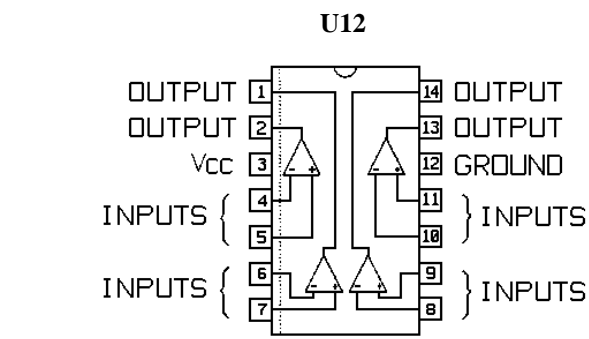 U12
OUTPUT 1 14 OUTPUT
OUTPUT 2 13 OUTPUT
Vcc 3 12 GROUND
4 11
INPUTS { } INPUTS
5 10
6 9
INPUTS { } INPUTS
7 8
- + - +
- + - +